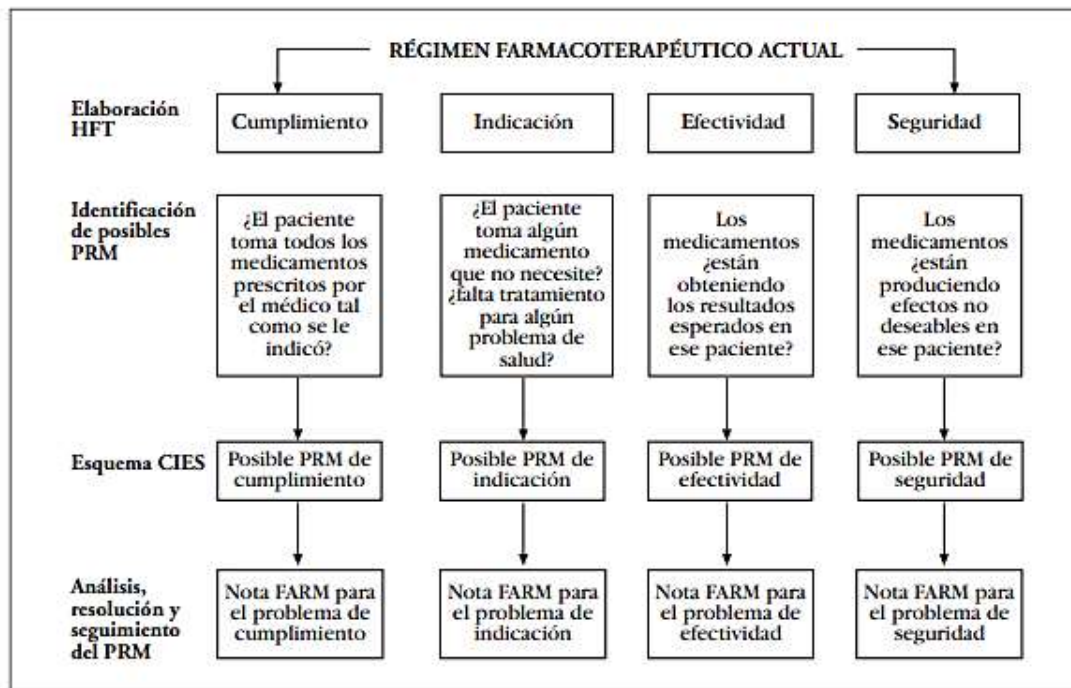 RÉGIMEN FARMACOTERAPÉUTICO ACTUAL
Elaboración
HFT
Cumplimiento
Indicación
Efectividad
Seguridad
Identificación
de posibles
PRM
¿El paciente
toma todos los
medicamentos
prescritos por
el médico tal
como se le
indicó?
¿El paciente
toma algún
medicamento
que no necesite?
¿falta tratamiento
para algún
problema de
salud?
Los
medicamentos
¿están
obteniendo
los resultados
esperados en
ese paciente?
Los
medicamentos
¿están
produciendo
efectos no
deseables en
ese paciente?
Esquema CIES
Posible PRM de
cumplimiento
Posible PRM de
indicación
Posible PRM de
efectividad
Posible PRM de
seguridad
Análisis,
resolución y
seguimiento
del PRM
Nota FARM para
el problema de
cumplimiento
Nota FARM para
el problema de
indicación
Nota FARM para
el problema de
efectividad
Nota FARM para
el problema de
seguridad